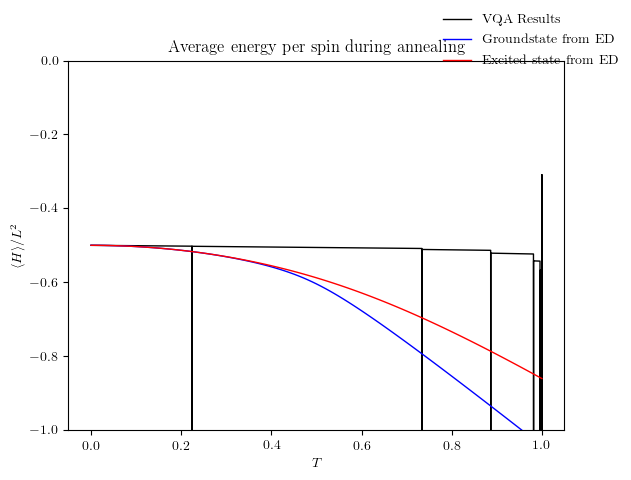 VQA Results
Groundstate from ED
Excited state from ED
Average energy per spin during annealing
0.0
−0.2
−0.4
−0.6
−0.8
−1.0
⟨H⟩/L²
0.0 0.2 0.4 0.6 0.8 1.0
T